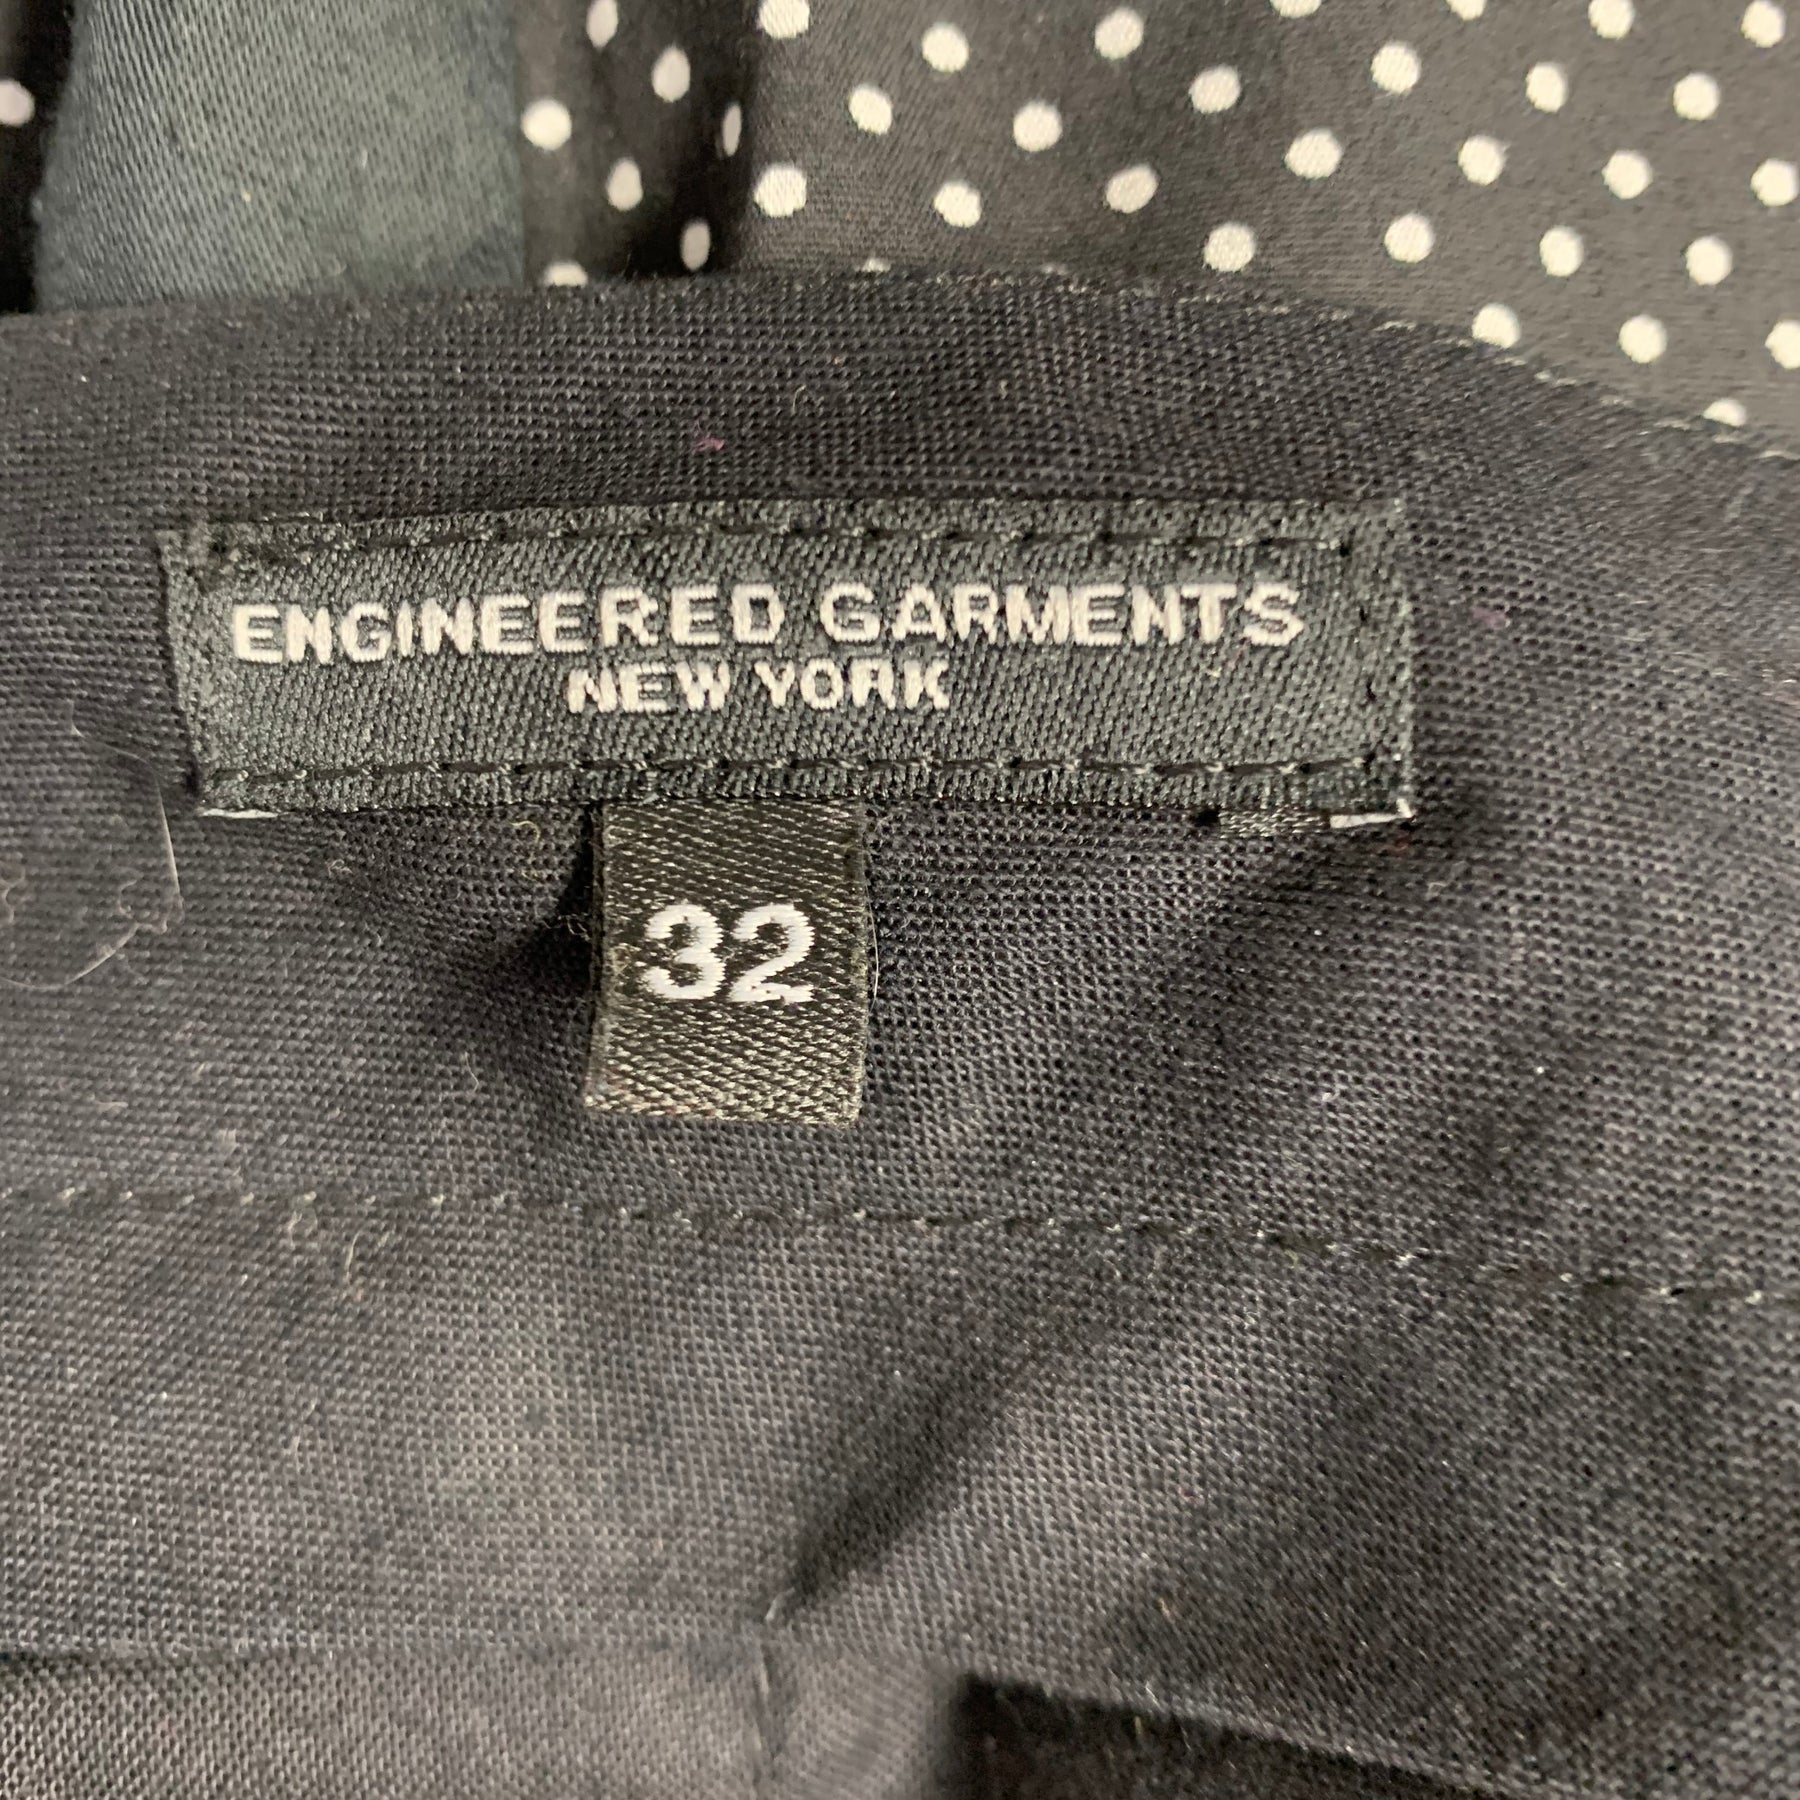 ENGINEERED GARMENTS
NEW YORK
32